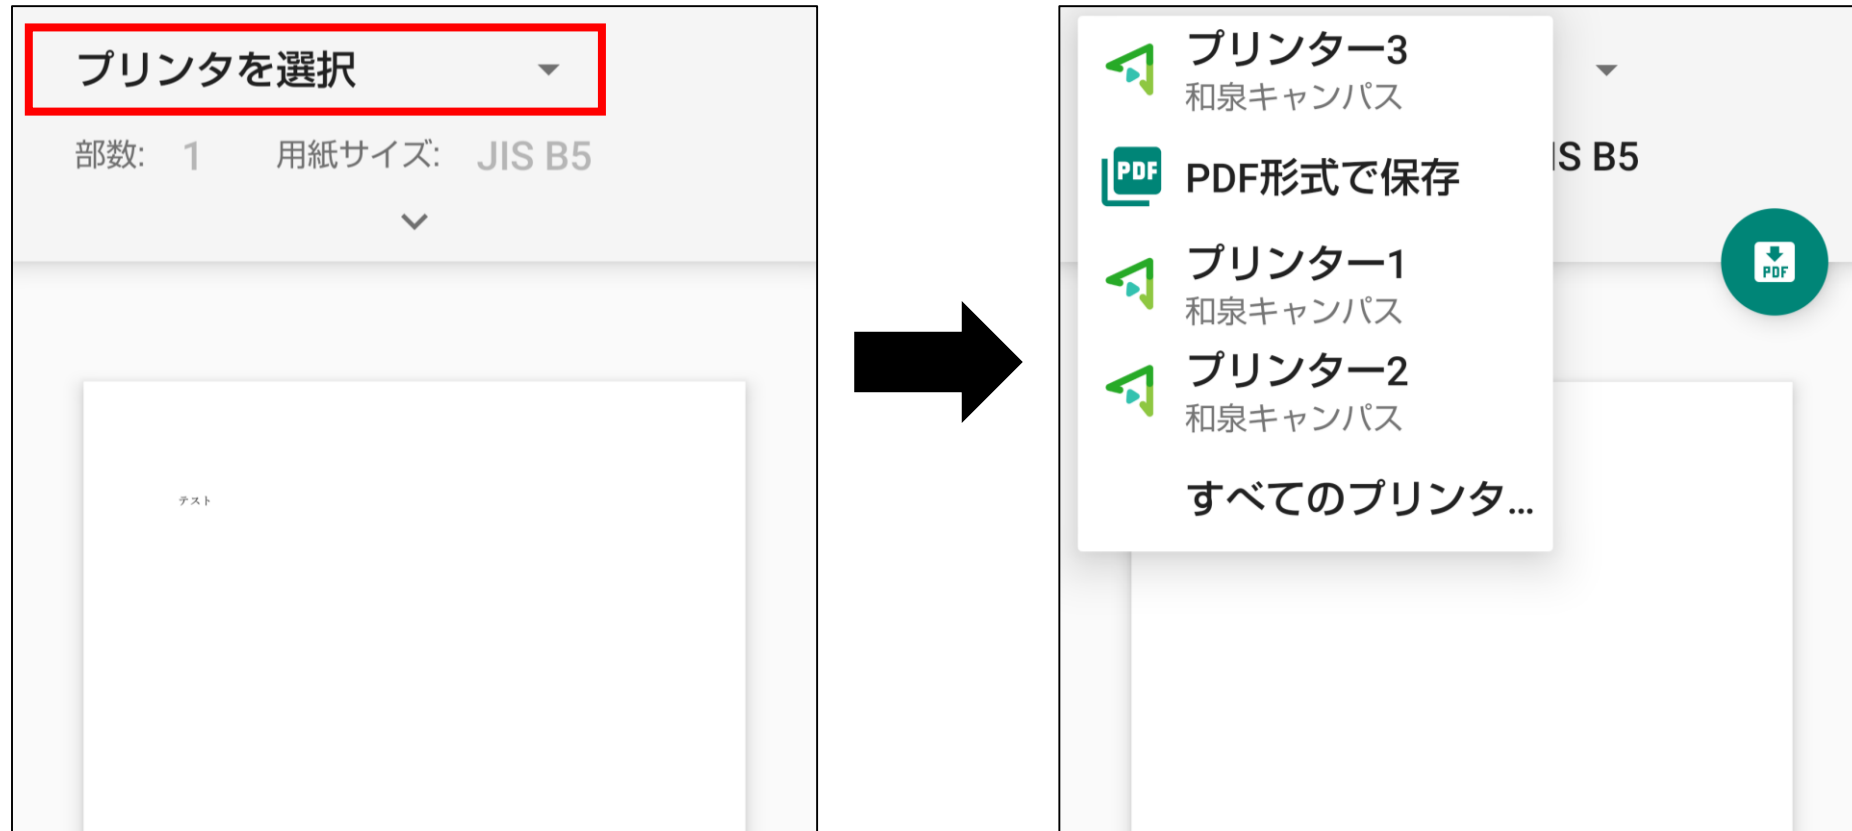 プリンタを選択
部数: 1 用紙サイズ: JIS B5
テスト
プリンター3
和泉キャンパス
PDF
PDF形式で保存
IS B5
PDF
プリンター1
和泉キャンパス
プリンター2
和泉キャンパス
すべてのプリンタ...